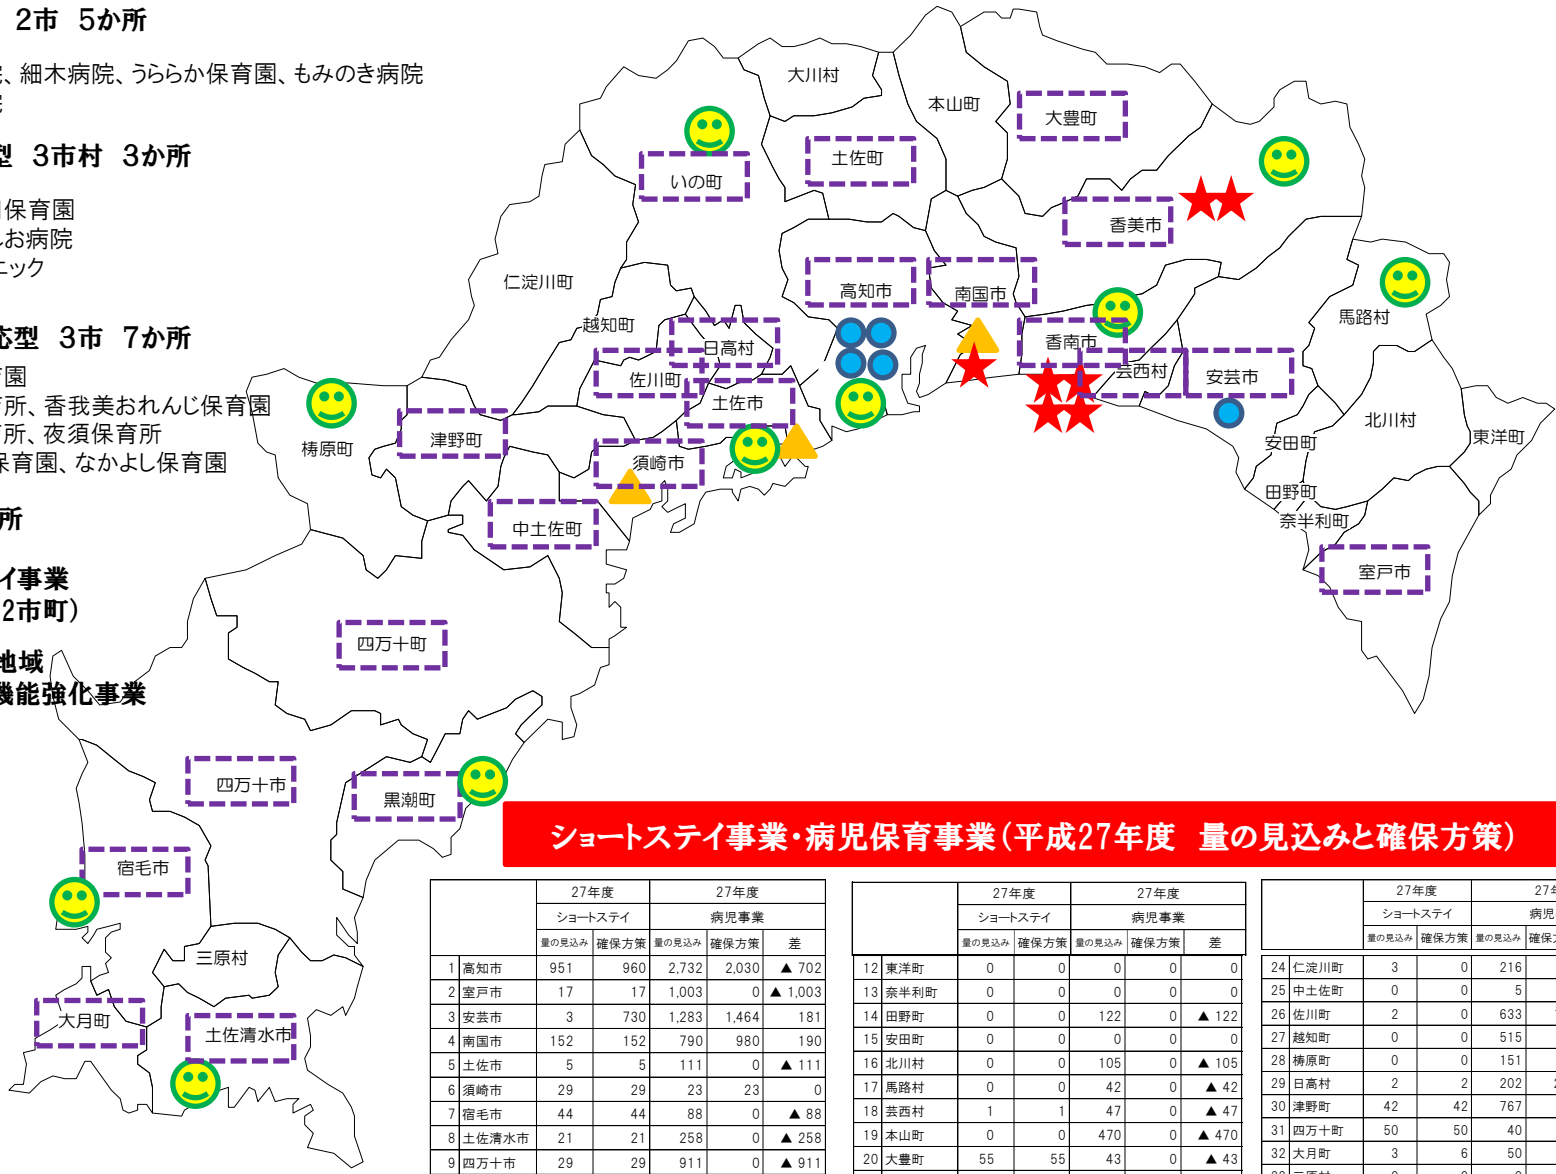 2市 5か所
、細木病院、うららか保育園、もみのき病院
型 3市村 3か所
保育園
お病院
ニック
応型 3市 7か所
育園
育所、香我美おれんじ保育園
育所、夜須保育所
保育園、なかよし保育園
所
イ事業
2市町）
地域
機能強化事業
大川村
本山町
大豊町
土佐町
いの町
香美市
仁淀川町
高知市
南国市
馬路村
越知町
日高村
香南市
芸西村
安芸市
佐川町
土佐市
北川村
東洋町
梼原町
津野町
須崎市
安田町
田野町
奈半利町
中土佐町
室戸市
四万十町
四万十市
黒潮町
宿毛市
三原村
大月町
土佐清水市
ショートステイ事業・病児保育事業（平成27年度 量の見込みと確保方策）
27年度 27年度
ショートステイ 病児事業
量の見込み 確保方策 量の見込み 確保方策 差
1 高知市 951 960 2,732 2,030 ▲ 702
2 室戸市 17 17 1,003 0 ▲ 1,003
3 安芸市 3 730 1,283 1,464 181
4 南国市 152 152 790 980 190
5 土佐市 5 5 111 0 ▲ 111
6 須崎市 29 29 23 23 0
7 宿毛市 44 44 88 0 ▲ 88
8 土佐清水市 21 21 258 0 ▲ 258
9 四万十市 29 29 911 0 ▲ 911
27年度 27年度
ショートステイ 病児事業
量の見込み 確保方策 量の見込み 確保方策 差
12 東洋町 0 0 0 0 0
13 奈半利町 0 0 0 0 0
14 田野町 0 0 122 0 ▲ 122
15 安田町 0 0 0 0 0
16 北川村 0 0 105 0 ▲ 105
17 馬路村 0 0 42 0 ▲ 42
18 芸西村 1 1 47 0 ▲ 47
19 本山町 0 0 470 0 ▲ 470
20 大豊町 55 55 43 0 ▲ 43
27年度 27年
ショートステイ 病児
量の見込み 確保方策 量の見込み 確保方
24 仁淀川町 3 0 216
25 中土佐町 0 0 5
26 佐川町 2 0 633
27 越知町 0 0 515
28 梼原町 0 0 151
29 日高村 2 2 202
30 津野町 42 42 767
31 四万十町 50 50 40
32 大月町 3 6 50